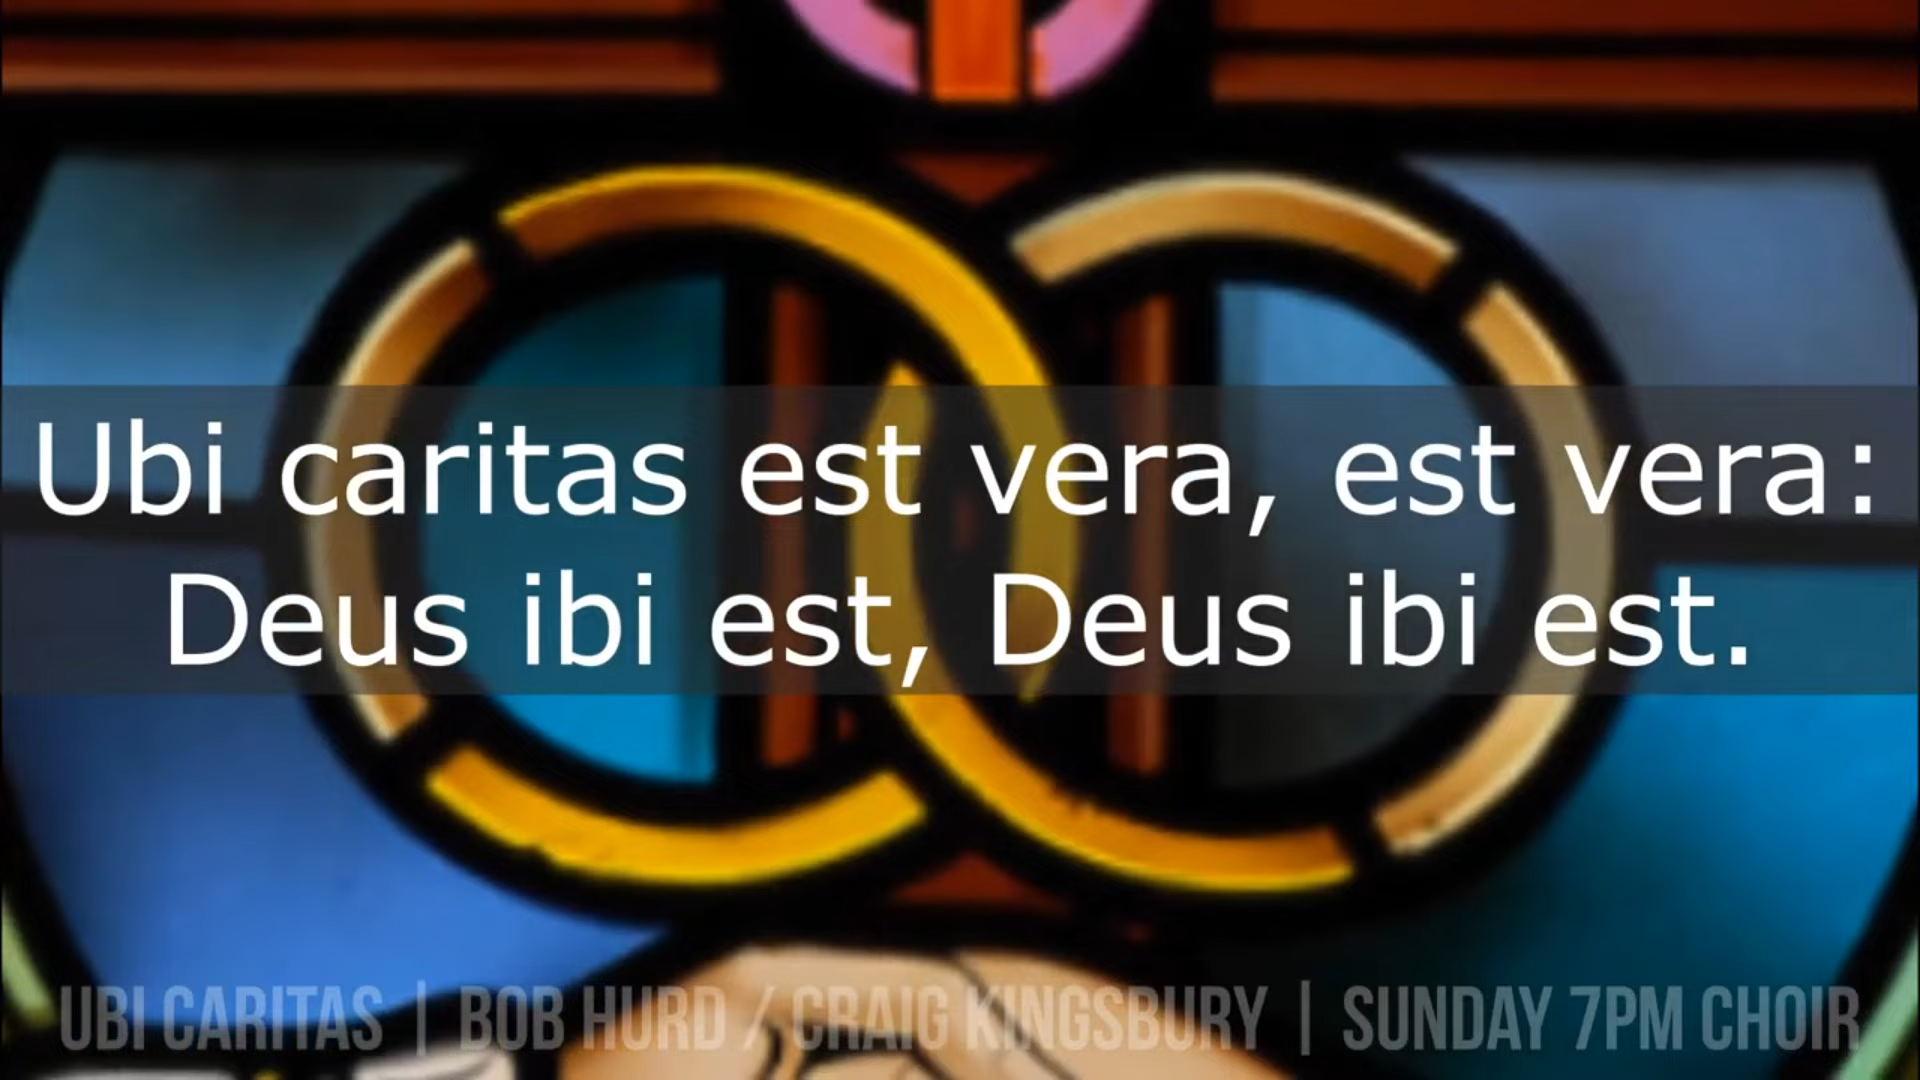 Ubi caritas est vera, est vera:
Deus ibi est, Deus ibi est.
UBI CARITAS | BOB HURD / CRAIG KINGSBURY | SUNDAY 7PM CHOIR